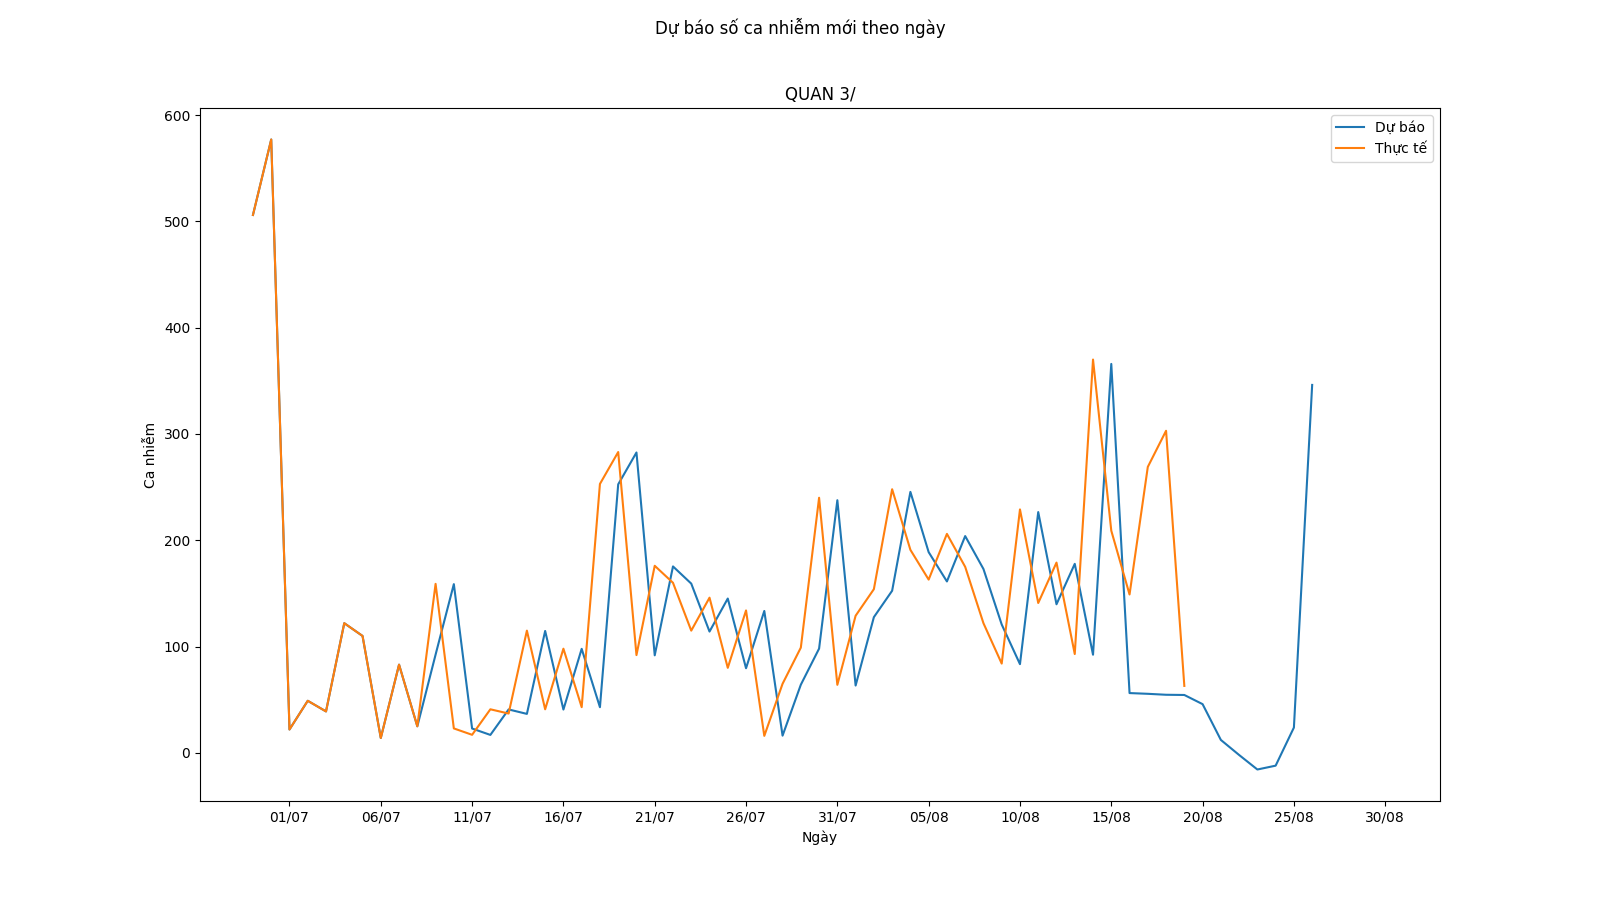 Dự báo số ca nhiễm mới theo ngày
QUAN 3/
Dự báo
Thực tế
600
500
400
300
200
100
0
Ca nhiễm
01/07 06/07 11/07 16/07 21/07 26/07 31/07 05/08 10/08 15/08 20/08 25/08 30/08
Ngày